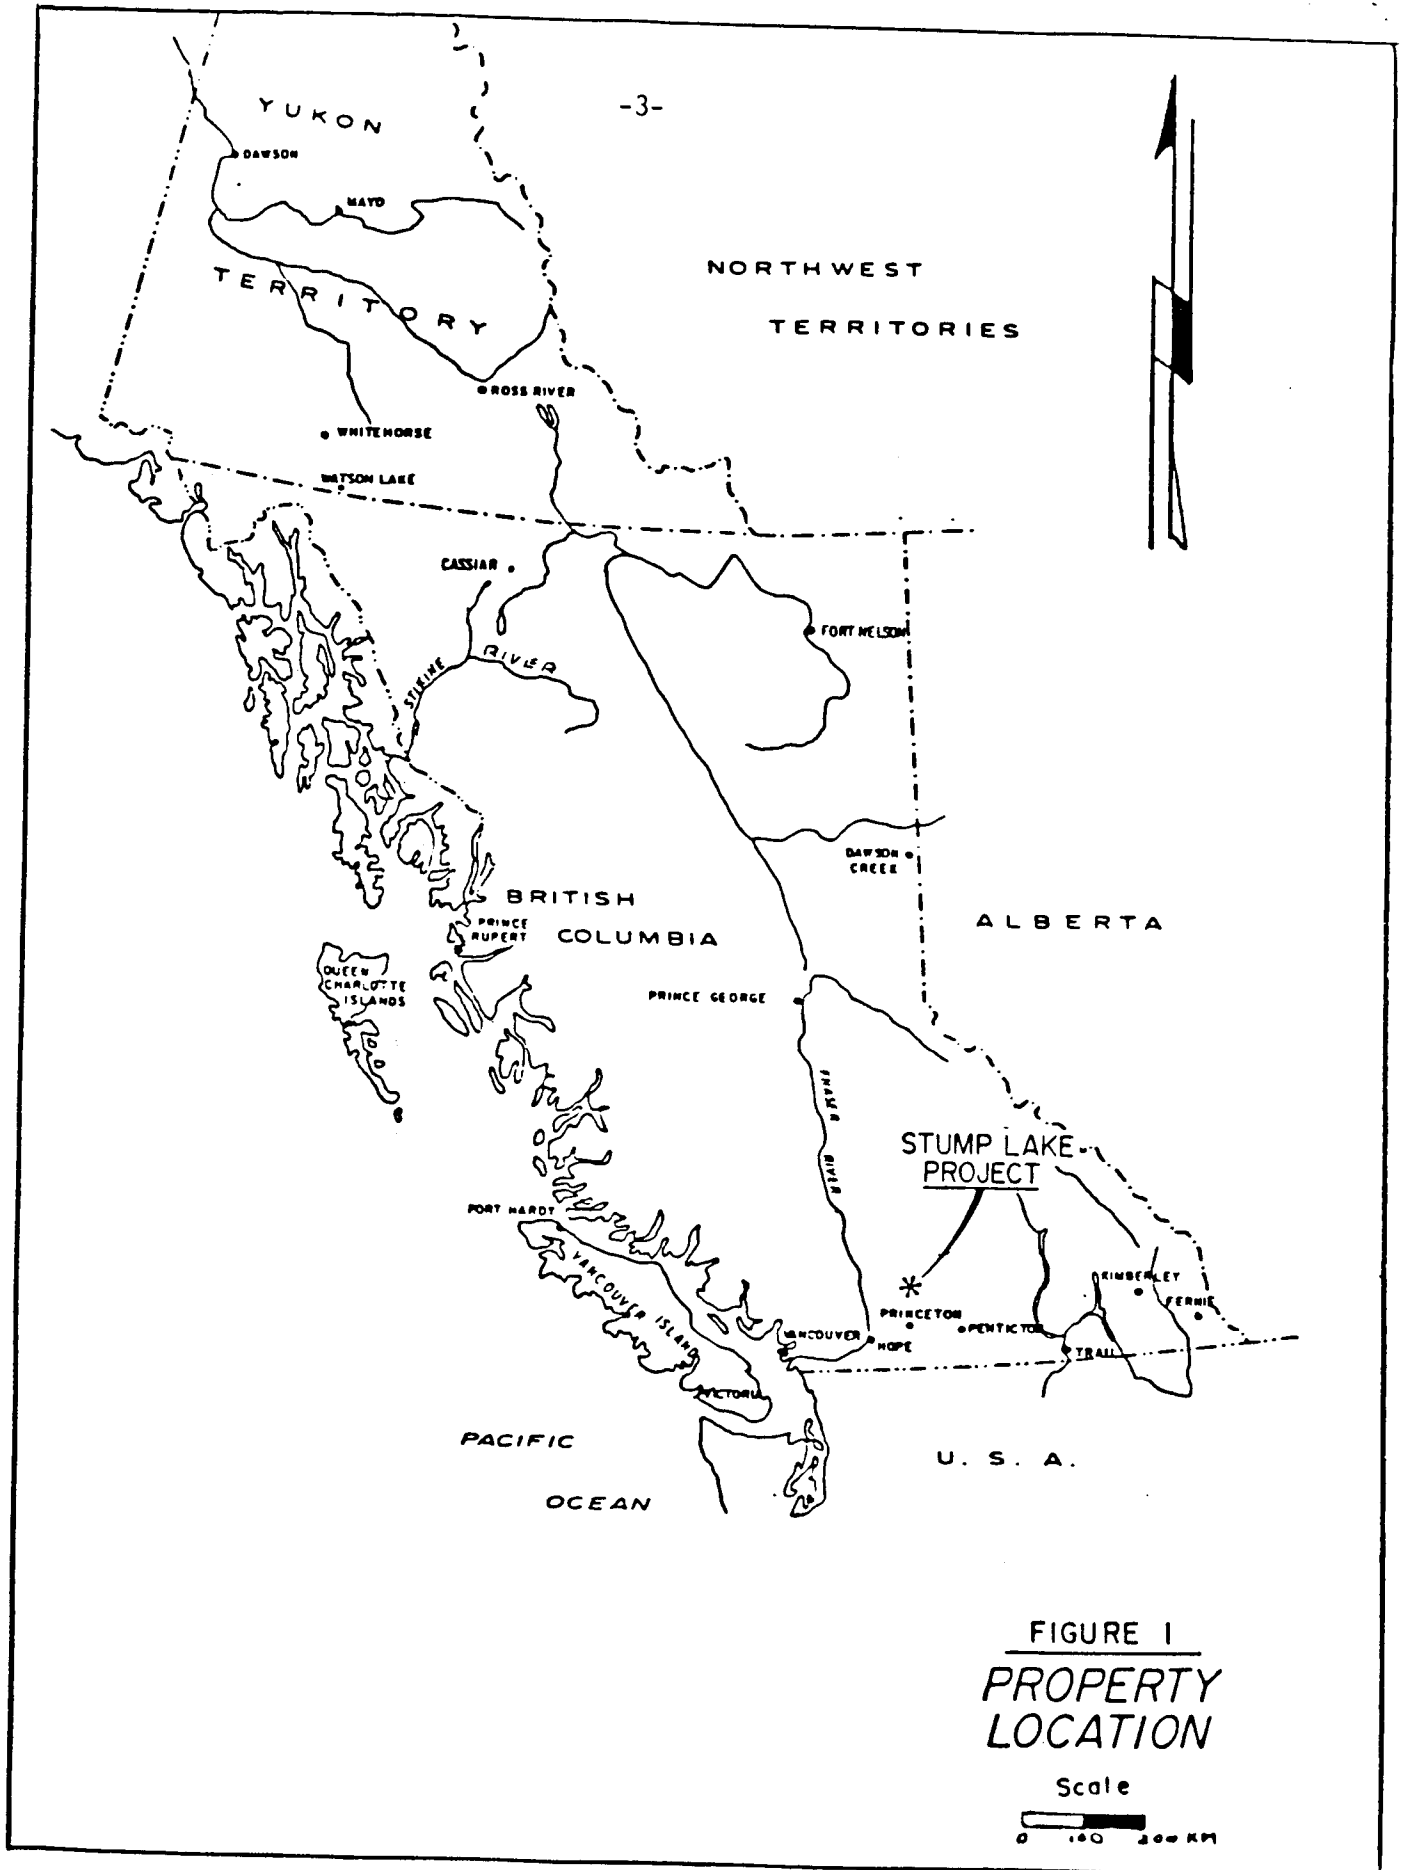 -3-
YUKON
DAWSON
MAYO
TERRITORY
NORTHWEST
TERRITORIES
ROSS RIVER
WHITEHORSE
WATSON LAKE
CASSIAR
FORT NELSON
STIKINE
RIVER
DAWSON
CREEK
BRITISH
COLUMBIA
ALBERTA
PRINCE
RUPERT
QUEEN
CHARLOTTE
ISLANDS
PRINCE GEORGE
FRASER
RIVER
STUMP LAKE
PROJECT
PORT HARDY
VANCOUVER ISLAND
KIMBERLEY
FERNIE
PRINCETON
PENTICTON
VANCOUVER
HOPE
TRAIL
VICTORIA
PACIFIC
OCEAN
U. S. A.
FIGURE 1
PROPERTY
LOCATION
Scale
0 100 200 KM